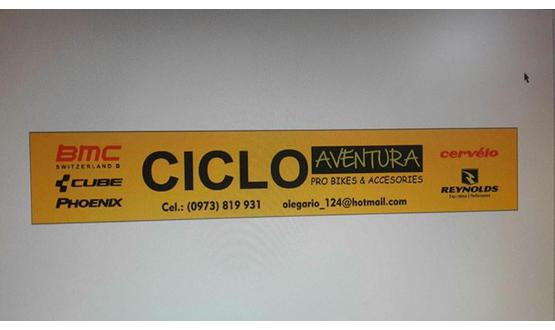 BMC
SWITZERLAND
CUBE
PHOENIX
CICLO
AVENTURA
PRO BIKES & ACCESORIES
Cel.: (0973) 819 931
olegario_124@hotmail.com
cervélo
REYNOLDS